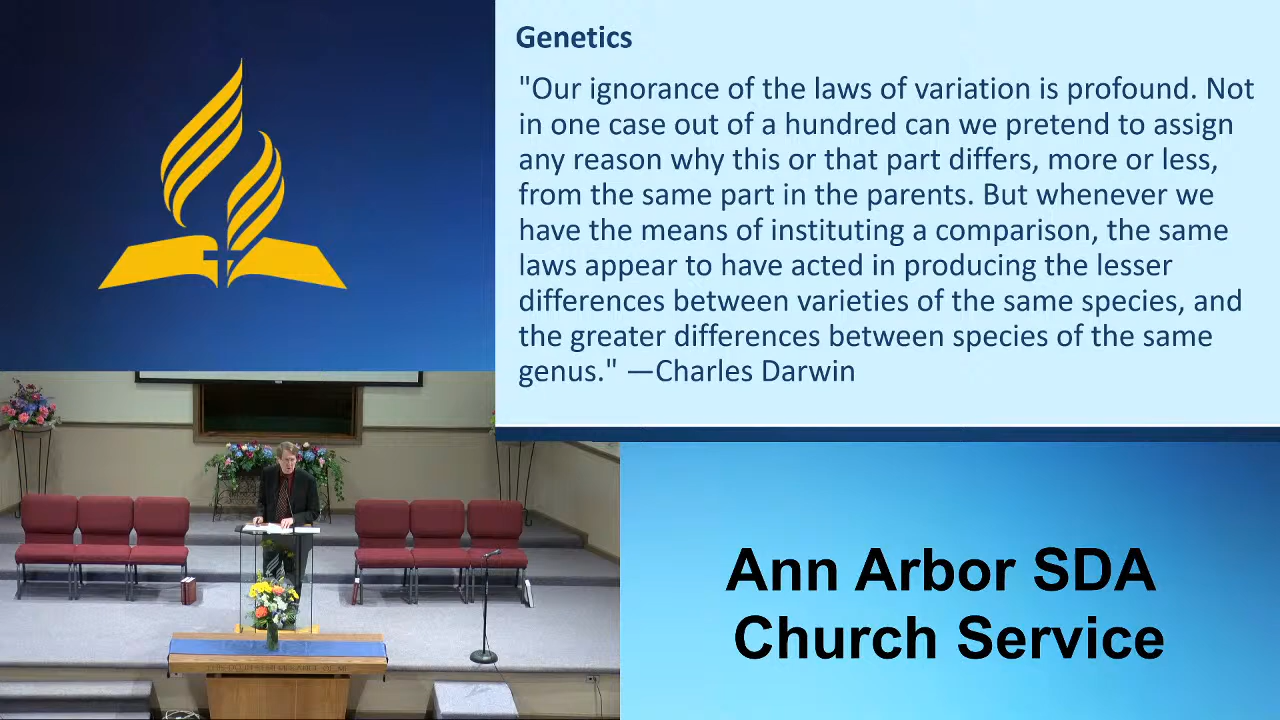 Genetics
"Our ignorance of the laws of variation is profound. Not
in one case out of a hundred can we pretend to assign
any reason why this or that part differs, more or less,
from the same part in the parents. But whenever we
have the means of instituting a comparison, the same
laws appear to have acted in producing the lesser
differences between varieties of the same species, and
the greater differences between species of the same
genus." —Charles Darwin
Ann Arbor SDA
Church Service